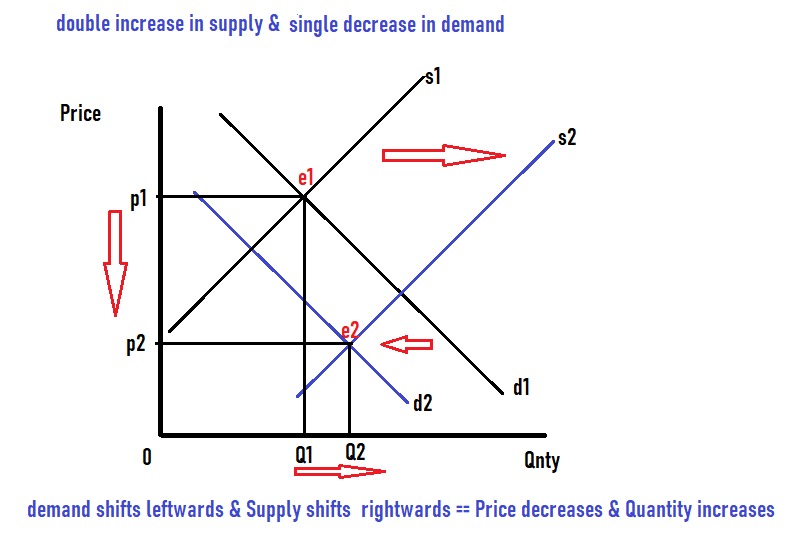 double increase in supply & single decrease in demand
s1
Price
s2
e1
p1
e2
p2
d1
d2
0
Q1
Q2
Qnty
demand shifts leftwards & Supply shifts rightwards == Price decreases & Quantity increases